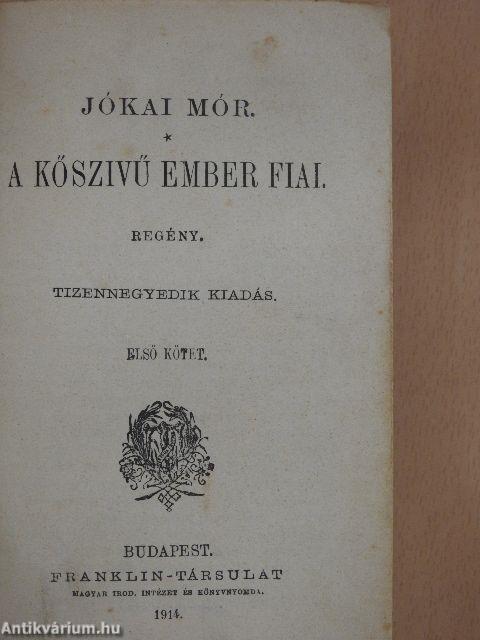 JÓKAI MÓR.
*
A KŐSZIVŰ EMBER FIAI.
REGÉNY.
TIZENNEGYEDIK KIADÁS.
ELSŐ KÖTET.
BUDAPEST.
FRANKLIN-TÁRSULAT
MAGYAR IROD. INTÉZET ÉS KÖNYVNYOMDA.
1914.
Antikvárium.hu